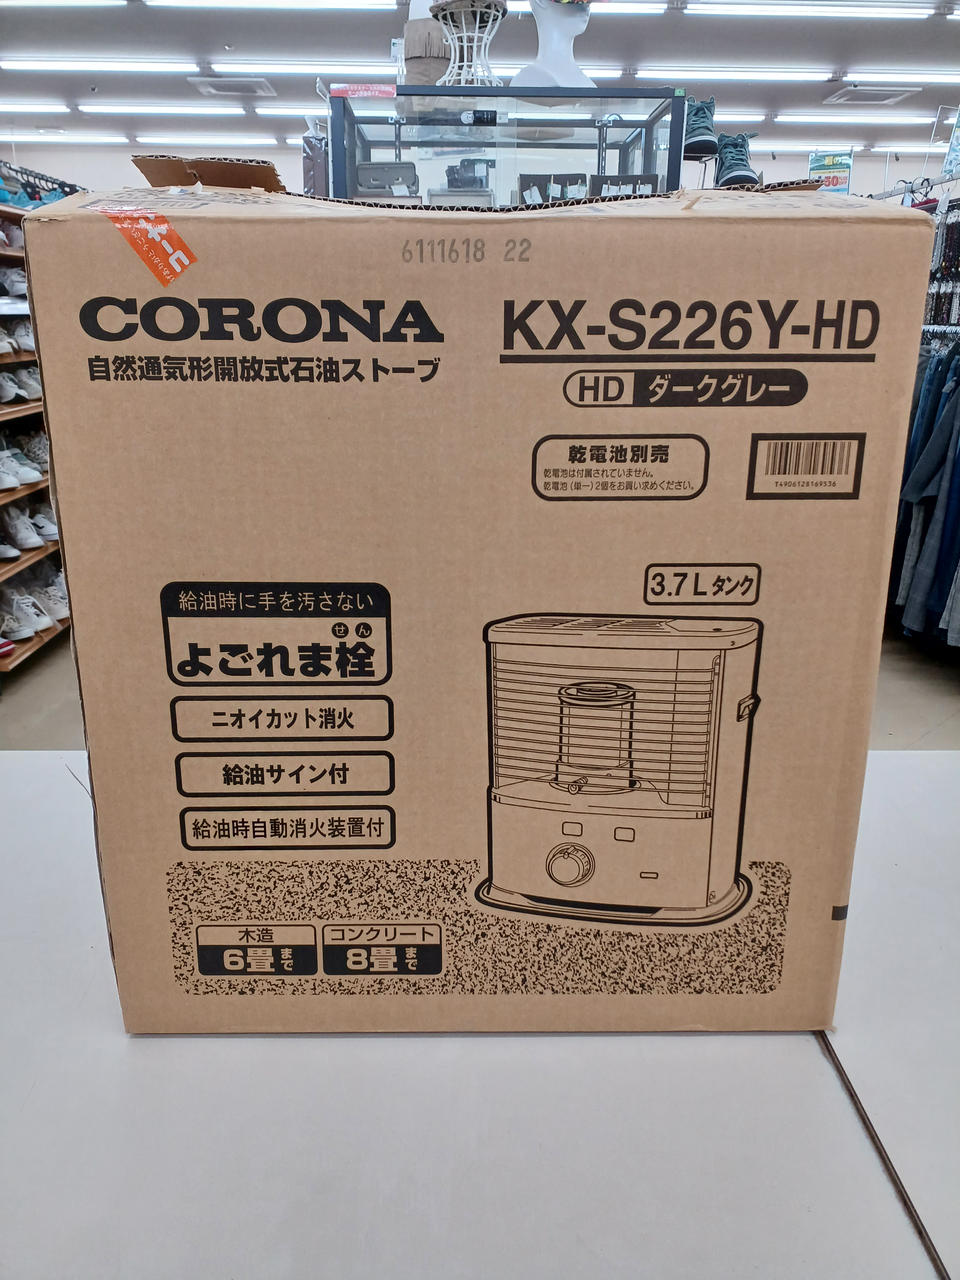 6111618 22
CORONA
自然通気形開放式石油ストーブ
KX-S226Y-HD
HD ダークグレー
乾電池別売
乾電池は付属されていません。
乾電池(単一)2個をお買い求めください。
T4906128169536
3.7Lタンク
給油時に手を汚さない
せん
よごれま栓
ニオイカット消火
給油サイン付
給油時自動消火装置付
木造
6畳まで
コンクリート
8畳まで